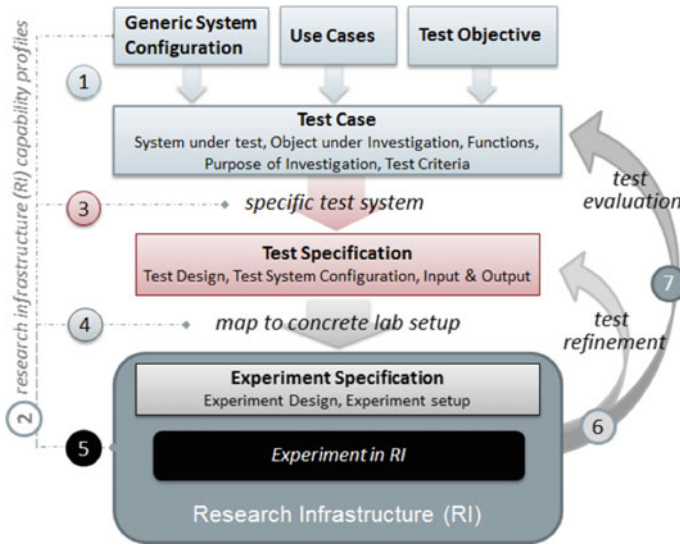 Generic System
Configuration
Use Cases
Test Objective
1
Test Case
System under test, Object under Investigation, Functions,
Purpose of Investigation, Test Criteria
research infrastructure (RI) capability profiles
2
3
specific test system
test
evaluation
Test Specification
Test Design, Test System Configuration, Input & Output
7
4
map to concrete lab setup
test
refinement
Experiment Specification
Experiment Design, Experiment setup
6
5
Experiment in RI
Research Infrastructure (RI)